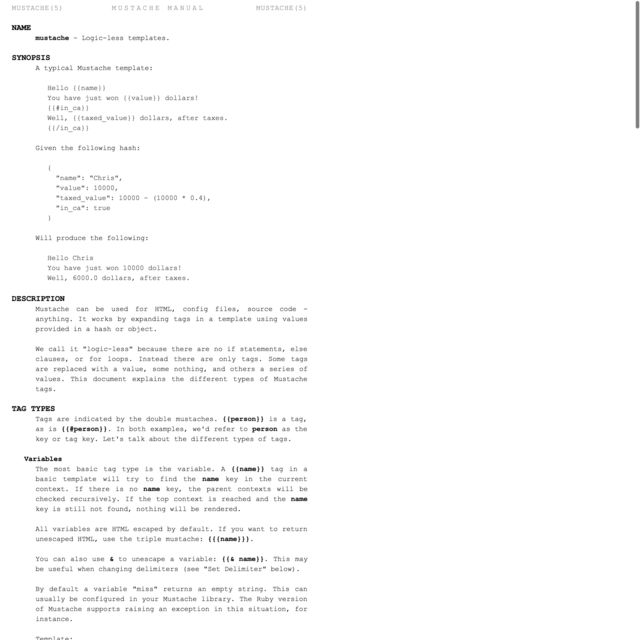 MUSTACHE(5) MUSTACHE MANUAL MUSTACHE(5)
NAME
mustache - Logic-less templates.
SYNOPSIS
A typical Mustache template:
Hello {{name}}
You have just won {{value}} dollars!
{{#in_ca}}
Well, {{taxed_value}} dollars, after taxes.
{{/in_ca}}
Given the following hash:
{
"name": "Chris",
"value": 10000,
"taxed_value": 10000 - (10000 * 0.4),
"in_ca": true
}
Will produce the following:
Hello Chris
You have just won 10000 dollars!
Well, 6000.0 dollars, after taxes.
DESCRIPTION
Mustache can be used for HTML, config files, source code -
anything. It works by expanding tags in a template using values
provided in a hash or object.
We call it "logic-less" because there are no if statements, else
clauses, or for loops. Instead there are only tags. Some tags
are replaced with a value, some nothing, and others a series of
values. This document explains the different types of Mustache
tags.
TAG TYPES
Tags are indicated by the double mustaches. {{person}} is a tag,
as is {{#person}}. In both examples, we'd refer to person as the
key or tag key. Let's talk about the different types of tags.
Variables
The most basic tag type is the variable. A {{name}} tag in a
basic template will try to find the name key in the current
context. If there is no name key, the parent contexts will be
checked recursively. If the top context is reached and the name
key is still not found, nothing will be rendered.
All variables are HTML escaped by default. If you want to return
unescaped HTML, use the triple mustache: {{{name}}}.
You can also use & to unescape a variable: {{& name}}. This may
be useful when changing delimiters (see "Set Delimiter" below).
By default a variable "miss" returns an empty string. This can
usually be configured in your Mustache library. The Ruby version
of Mustache supports raising an exception in this situation, for
instance.
Template: